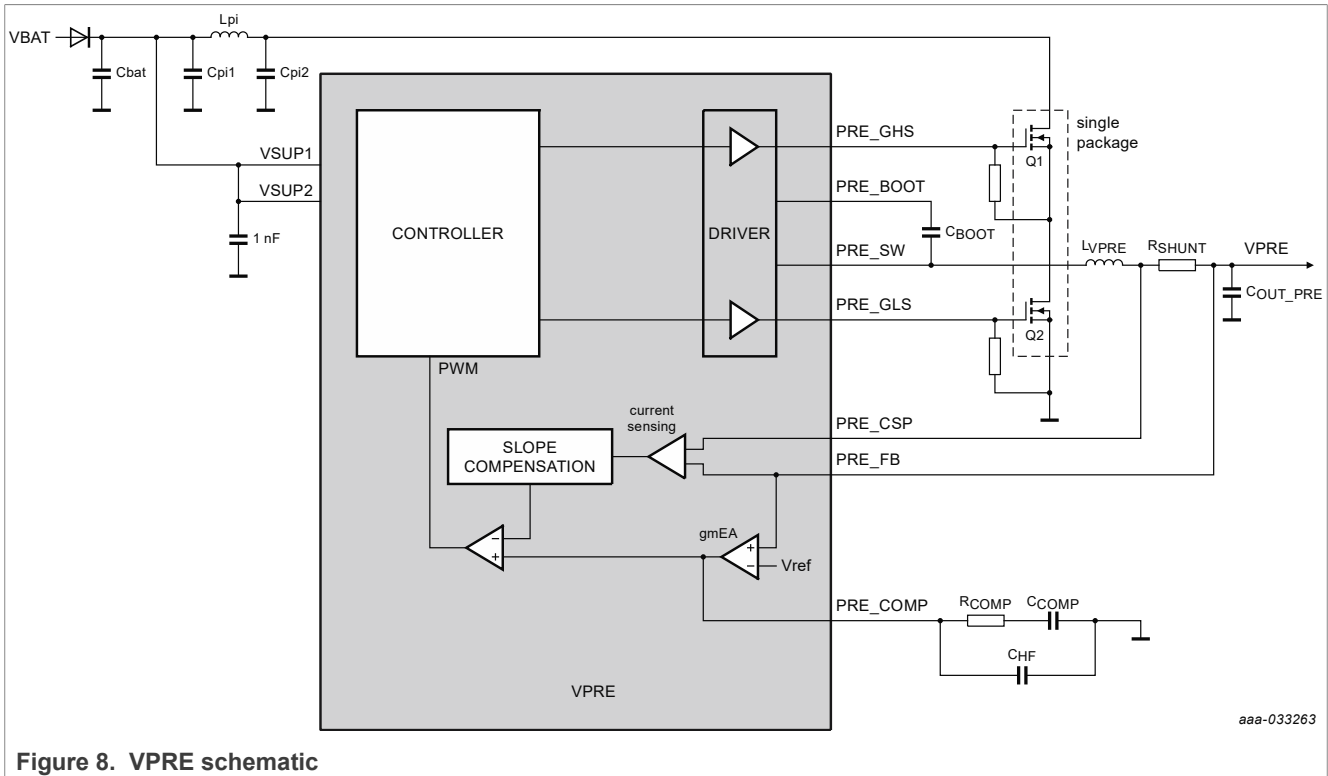 VBAT
Lpi
Cbat
Cpi1
Cpi2
VSUP1
VSUP2
1 nF
CONTROLLER
PWM
DRIVER
PRE_GHS
PRE_BOOT
PRE_SW
PRE_GLS
CBOOT
single
package
Q1
Q2
LVPRE
RSHUNT
VPRE
COUT_PRE
current
sensing
SLOPE
COMPENSATION
PRE_CSP
PRE_FB
gmEA
+
−
Vref
−
+
PRE_COMP
RCOMP
CCOMP
CHF
VPRE
aaa-033263
Figure 8. VPRE schematic